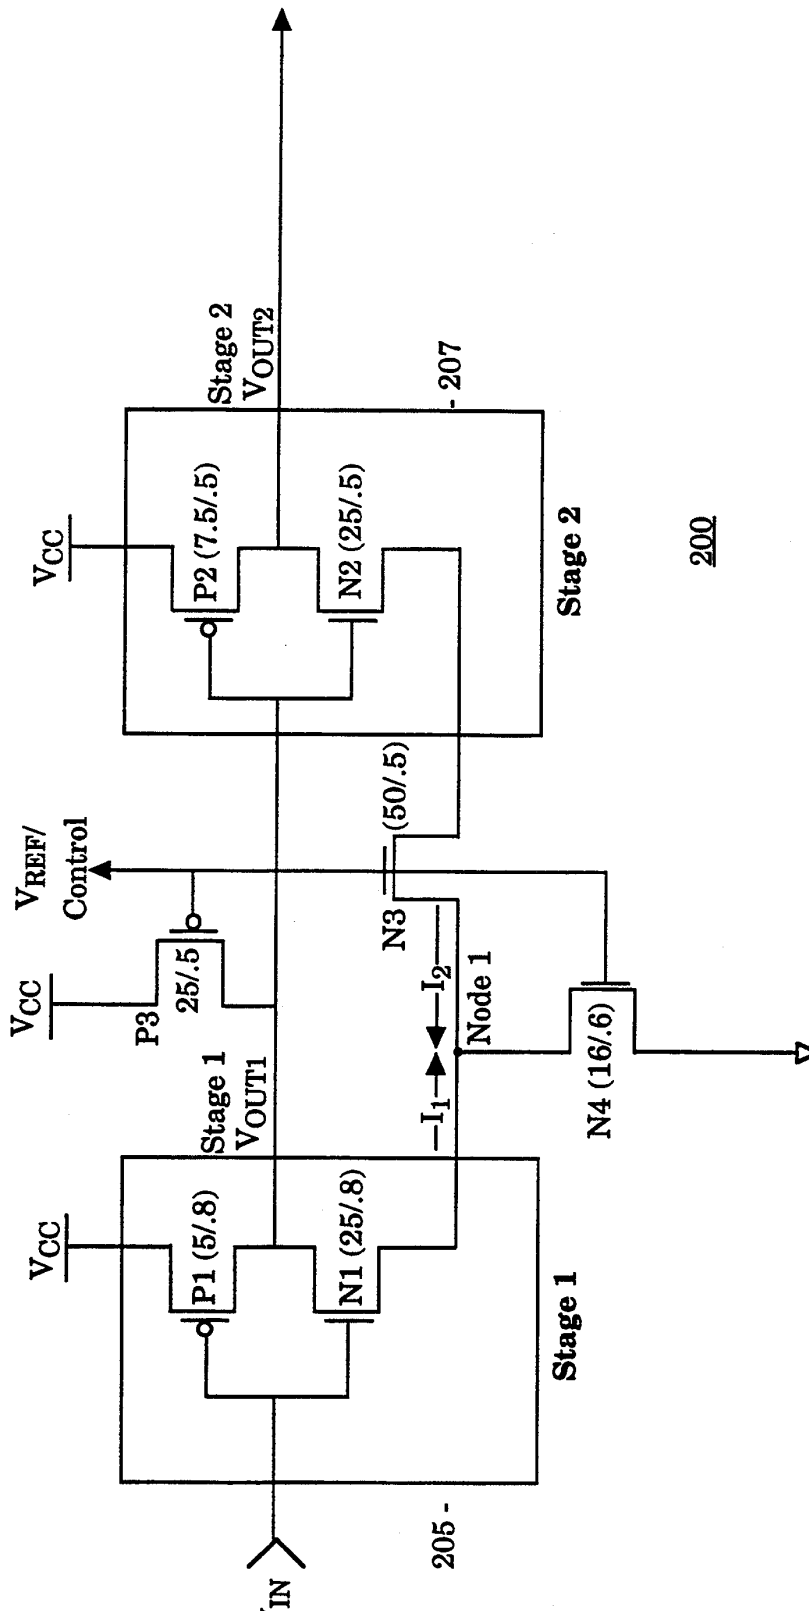 VCC
P1 (5/.8)
N1 (25/.8)
Stage 1
205 -
Stage 1
VOUT1
VCC
P3
25/.5
VREF/
Control
I1
I2
Node 1
N3
(50/.5)
N4 (16/.6)
VCC
P2 (7.5/.5)
N2 (25/.5)
Stage 2
- 207
Stage 2
VOUT2
200